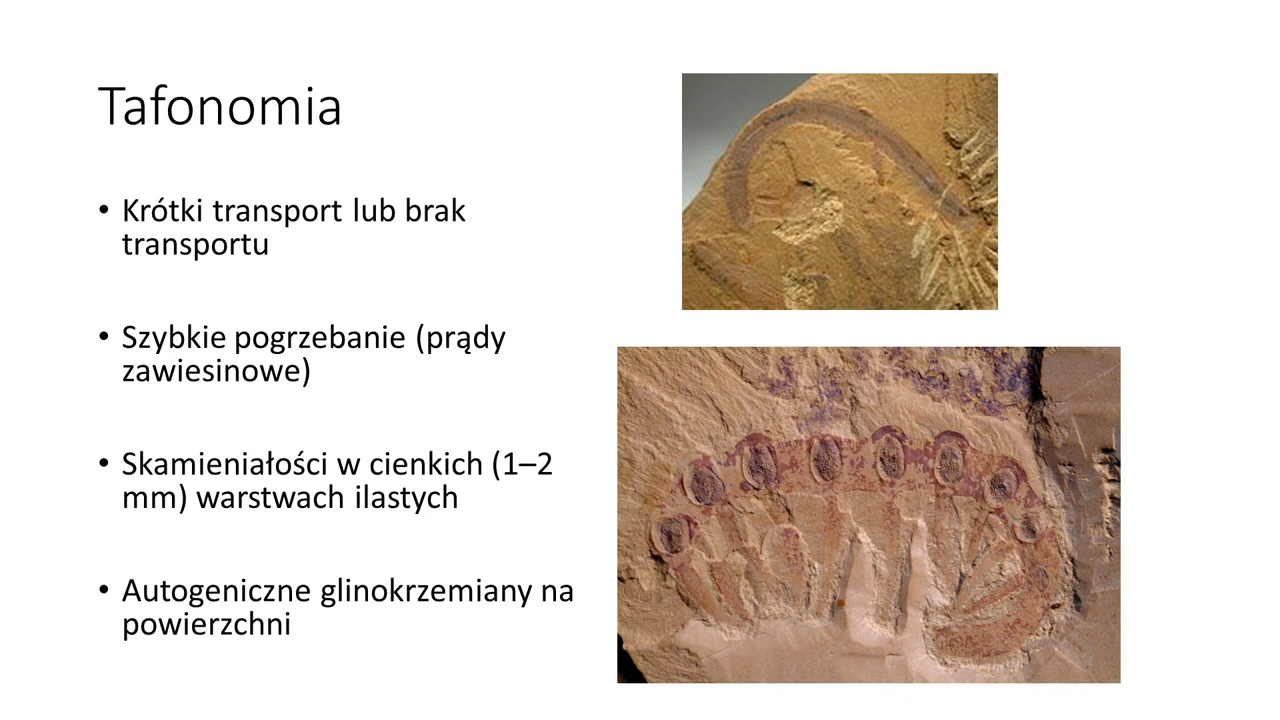 Tafonomia
• Krótki transport lub brak
transportu
• Szybkie pogrzebanie (prądy
zawiesinowe)
• Skamieniałości w cienkich (1–2
mm) warstwach ilastych
• Autogeniczne glinokrzemiany na
powierzchni